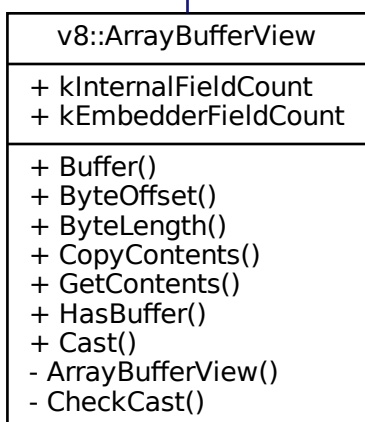 v8::ArrayBufferView
+ kInternalFieldCount
+ kEmbedderFieldCount
+ Buffer()
+ ByteOffset()
+ ByteLength()
+ CopyContents()
+ GetContents()
+ HasBuffer()
+ Cast()
- ArrayBufferView()
- CheckCast()